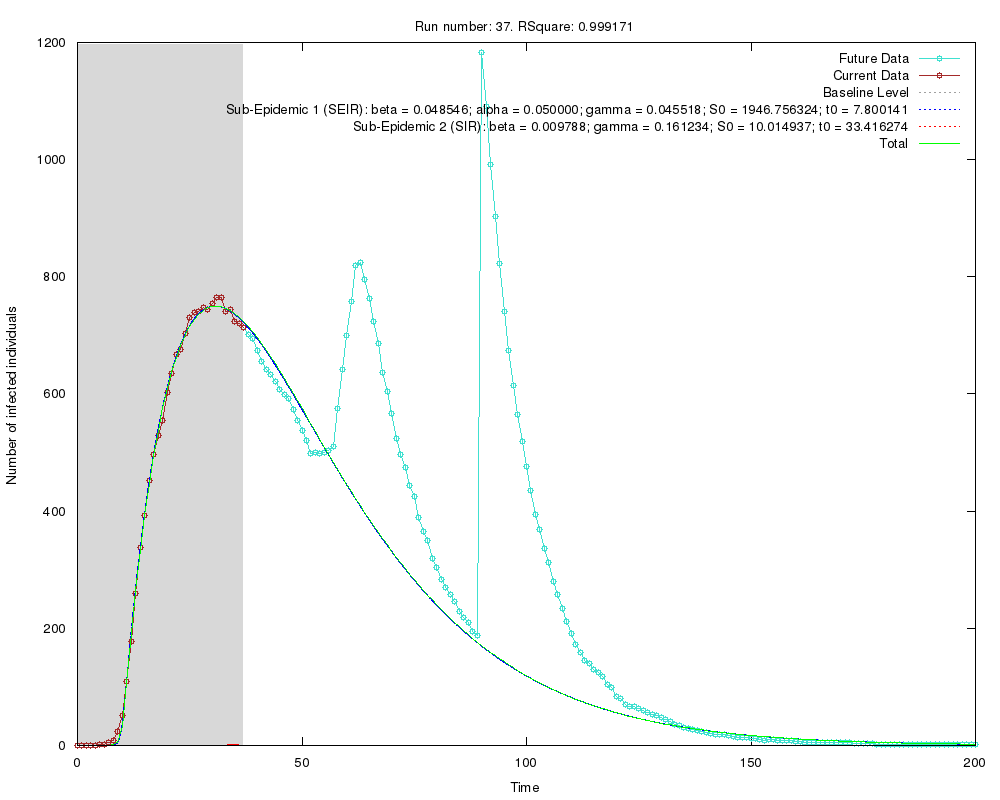 Run number: 37. RSquare: 0.999171
1200
1000
800
600
400
200
0
Number of infected individuals
Future Data
Current Data
Baseline Level
Sub-Epidemic 1 (SEIR): beta = 0.048546; alpha = 0.050000; gamma = 0.045518; S0 = 1946.756324; t0 = 7.800141
Sub-Epidemic 2 (SIR): beta = 0.009788; gamma = 0.161234; S0 = 10.014937; t0 = 33.416274
Total
0 50 100 150 200
Time